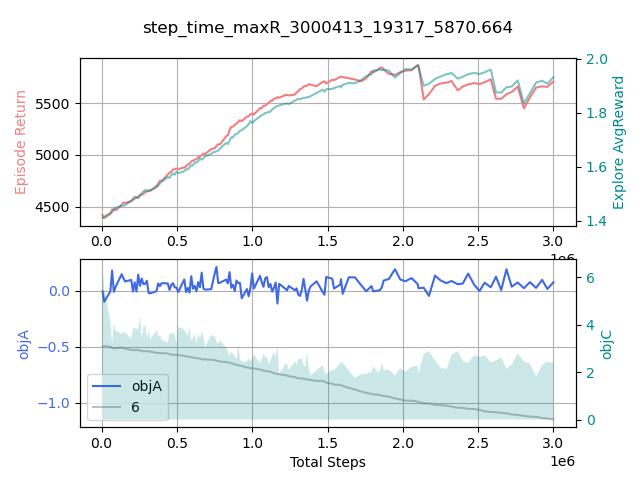 step_time_maxR_3000413_19317_5870.664
Episode Return
5500
5000
4500
2.0
1.8
1.6
1.4
Explore AvgReward
0.0 0.5 1.0 1.5 2.0 2.5 3.0
1e6
objA
0.0
−0.5
−1.0
6
4
2
0
objC
objA
6
0.0 0.5 1.0 1.5 2.0 2.5 3.0
Total Steps
1e6